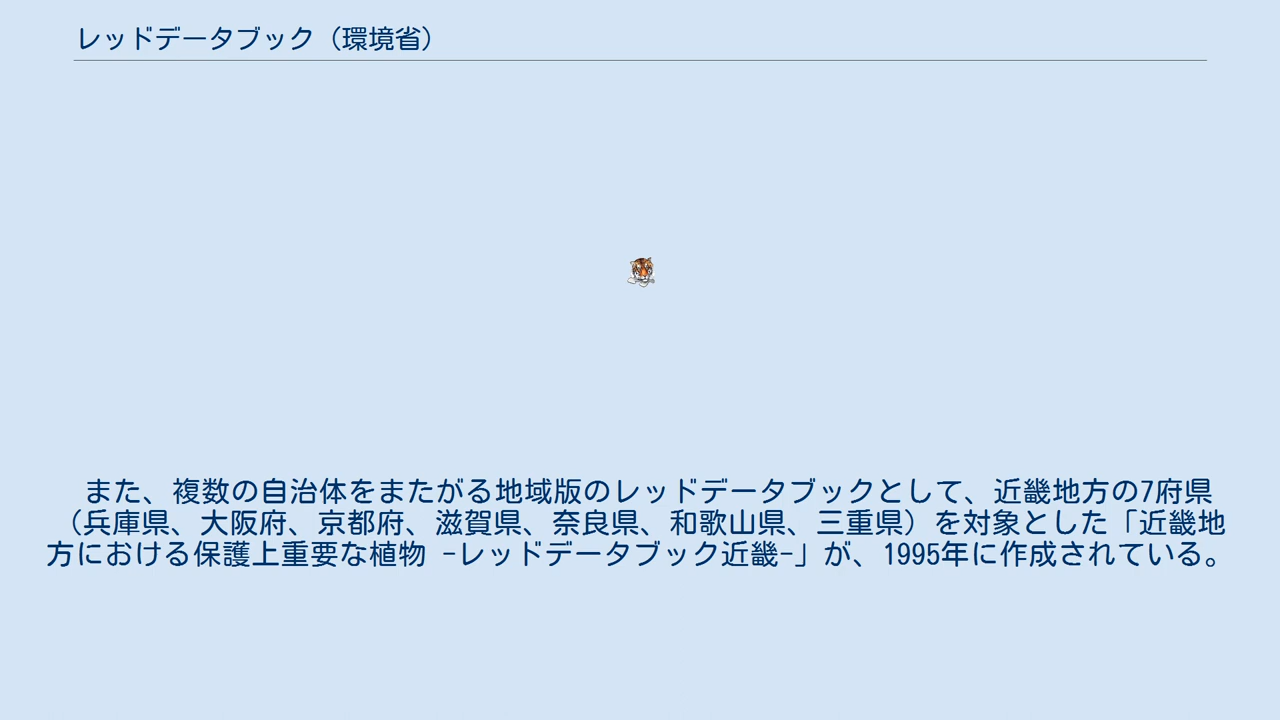 レッドデータブック（環境省）
また、複数の自治体をまたがる地域版のレッドデータブックとして、近畿地方の7府県
（兵庫県、大阪府、京都府、滋賀県、奈良県、和歌山県、三重県）を対象とした「近畿地
方における保護上重要な植物 −レッドデータブック近畿−」が、1995年に作成されている。